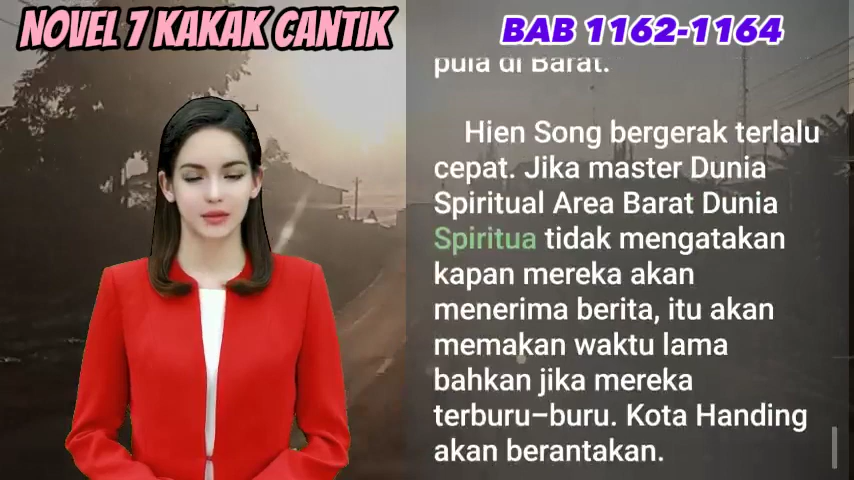 NOVEL 7 KAKAK CANTIK
BAB 1162-1164
pula di Barat.
Hien Song bergerak terlalu
cepat. Jika master Dunia
Spiritual Area Barat Dunia
Spiritua tidak mengatakan
kapan mereka akan
menerima berita, itu akan
memakan waktu lama
bahkan jika mereka
terburu–buru. Kota Handing
akan berantakan.